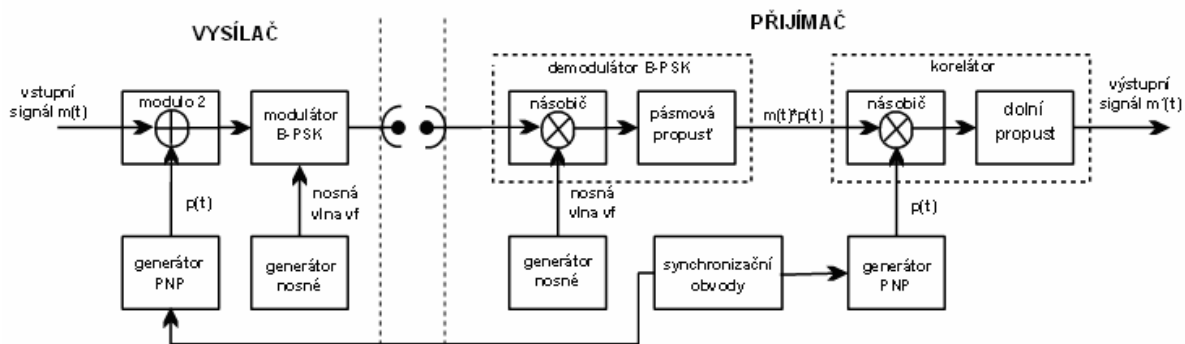 VYSÍLAČ
PŘIJÍMAČ
vstupní
signál m(t)
modulo 2
modulátor
B-PSK
demodulátor B-PSK
násobič
pásmová
propusť
m(t)*p(t)
korelátor
násobič
dolní
propust
výstupní
signál m´(t)
p(t)
nosná
vlna vf
nosná
vlna vf
p(t)
generátor
PNP
generátor
nosné
generátor
nosné
synchronizační
obvody
generátor
PNP